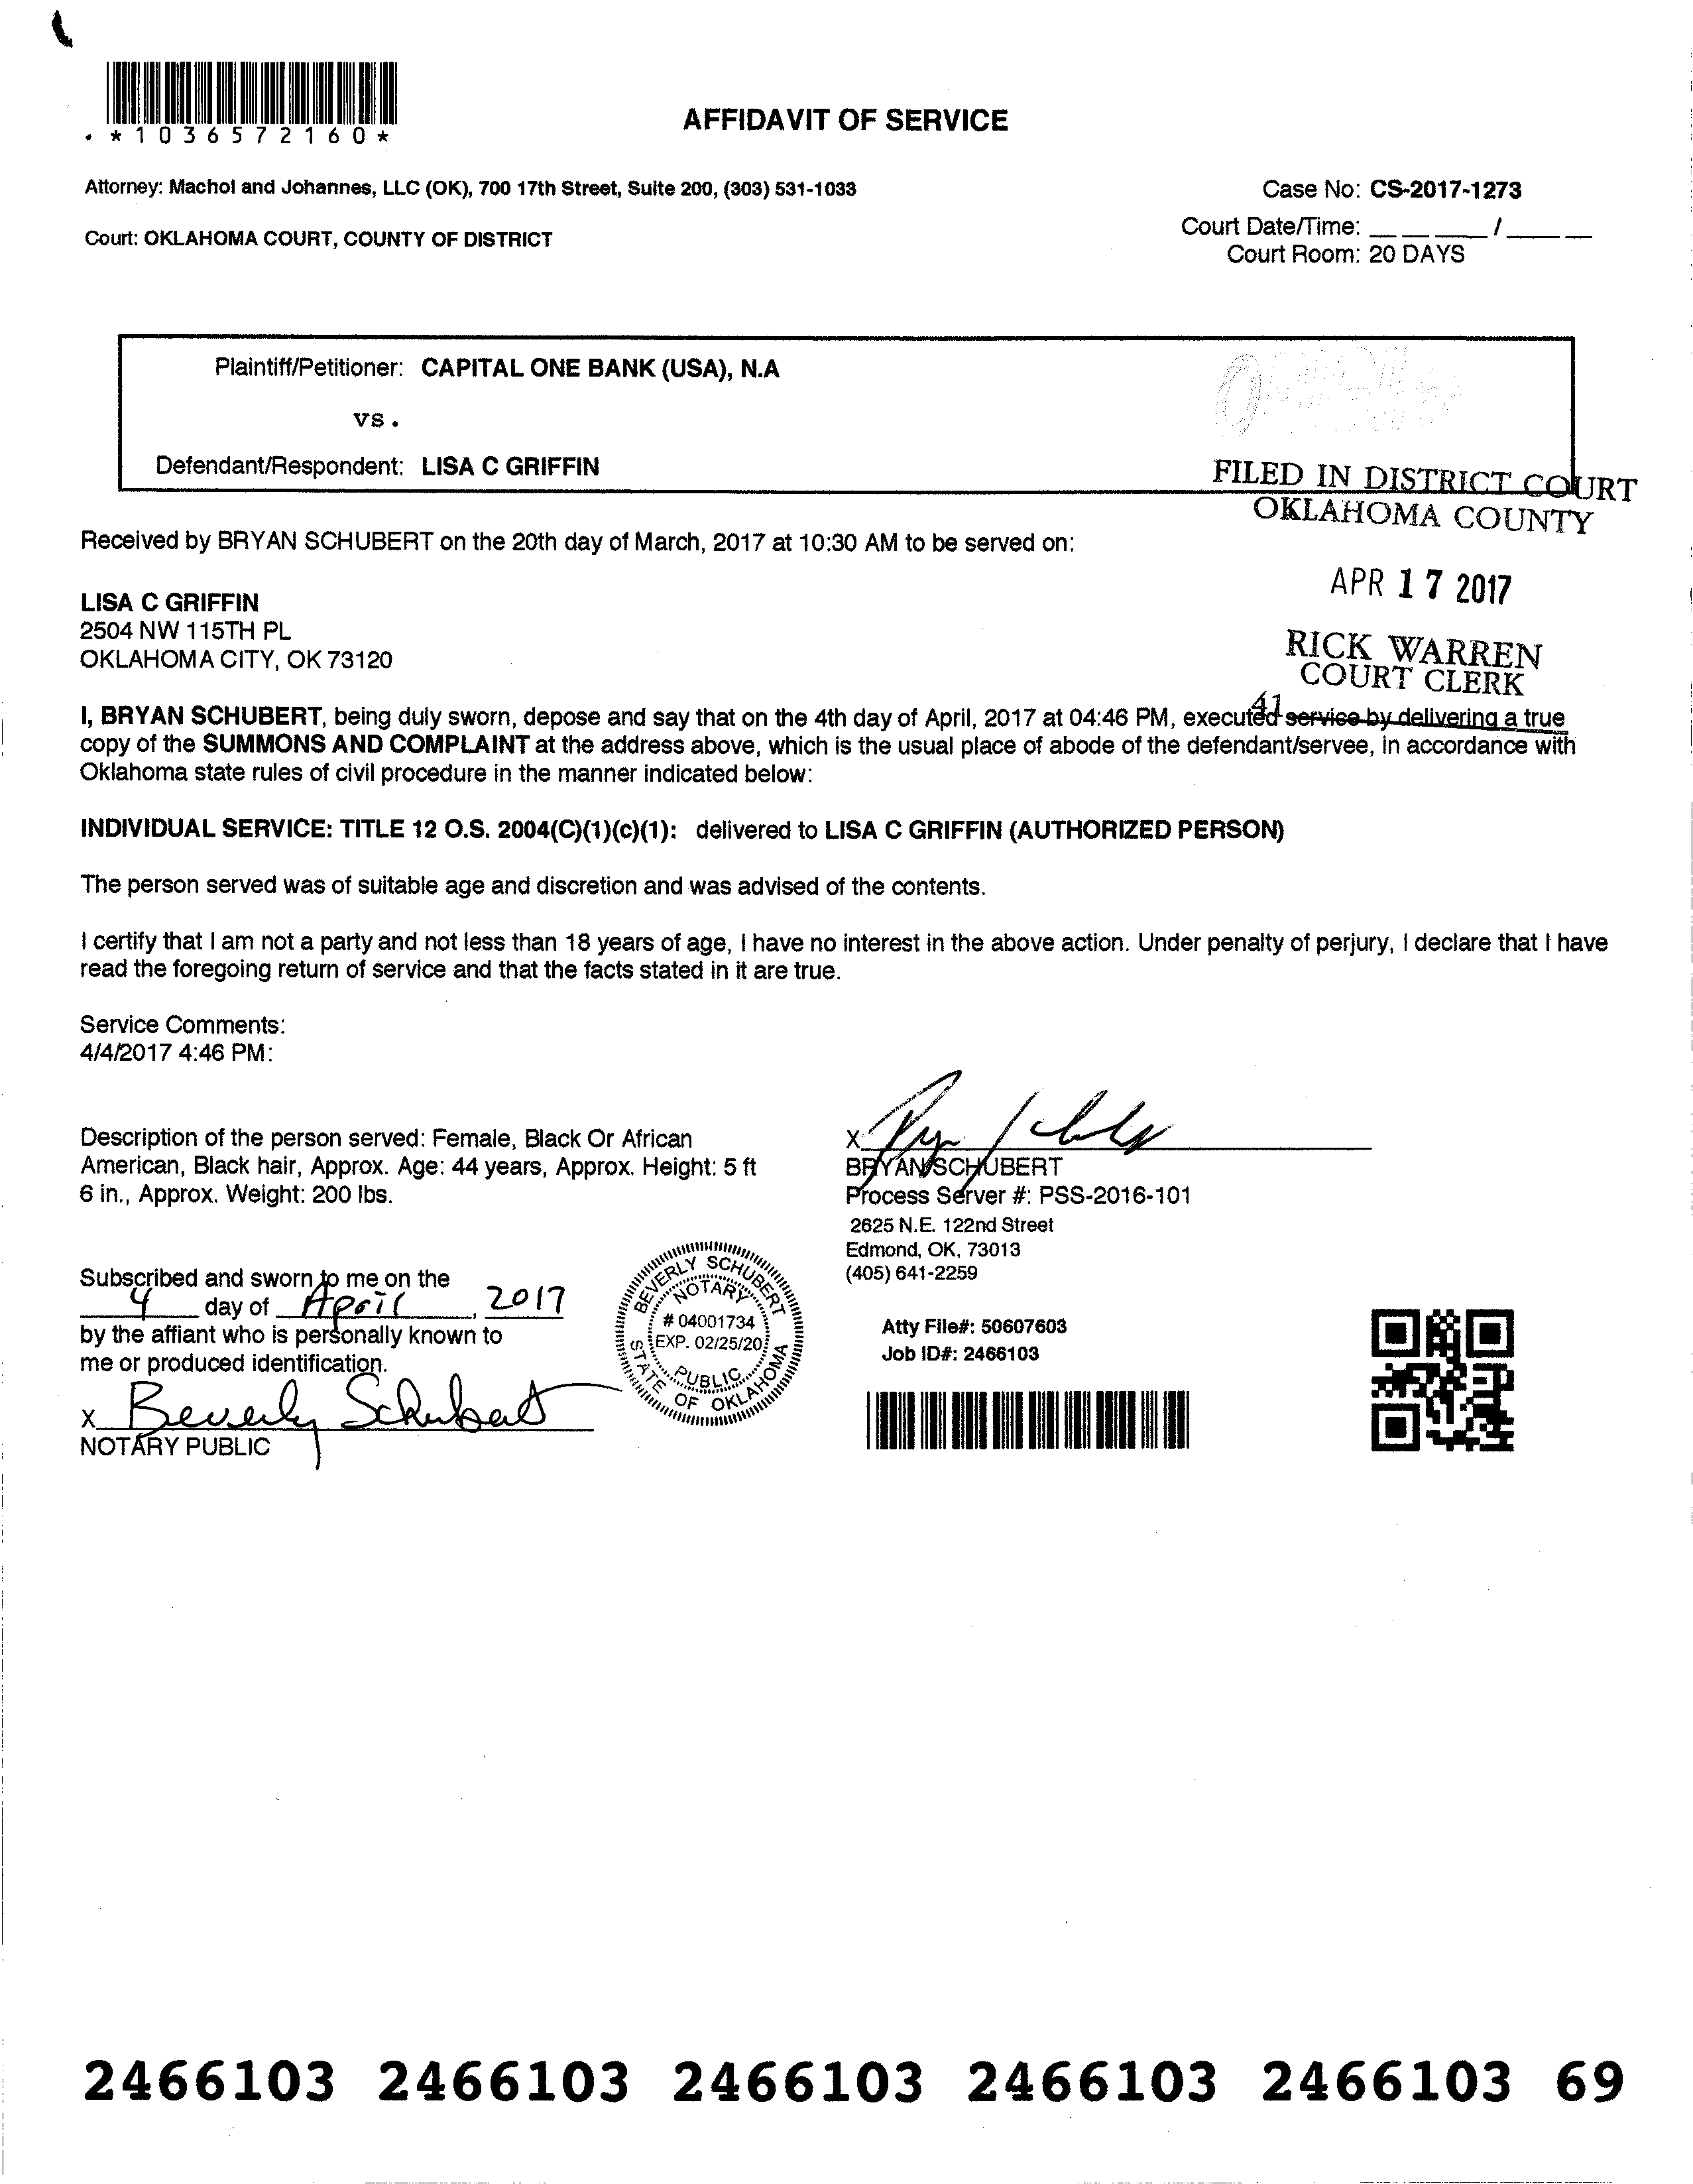 *1036572160*
AFFIDAVIT OF SERVICE
Attorney: Machol and Johannes, LLC (OK), 700 17th Street, Suite 200, (303) 531-1033
Case No: CS-2017-1273
Court: OKLAHOMA COURT, COUNTY OF DISTRICT
Court Date/Time: __ __ ____ / ____ __
Court Room: 20 DAYS
Plaintiff/Petitioner: CAPITAL ONE BANK (USA), N.A
vs.
Defendant/Respondent: LISA C GRIFFIN
FILED IN DISTRICT COURT
OKLAHOMA COUNTY
Received by BRYAN SCHUBERT on the 20th day of March, 2017 at 10:30 AM to be served on:
APR 17 2017
LISA C GRIFFIN
2504 NW 115TH PL
OKLAHOMA CITY, OK 73120
RICK WARREN
COURT CLERK
41
I, BRYAN SCHUBERT, being duly sworn, depose and say that on the 4th day of April, 2017 at 04:46 PM, executed service by delivering a true
copy of the SUMMONS AND COMPLAINT at the address above, which is the usual place of abode of the defendant/servee, in accordance with
Oklahoma state rules of civil procedure in the manner indicated below:
INDIVIDUAL SERVICE: TITLE 12 O.S. 2004(C)(1)(c)(1): delivered to LISA C GRIFFIN (AUTHORIZED PERSON)
The person served was of suitable age and discretion and was advised of the contents.
I certify that I am not a party and not less than 18 years of age, I have no interest in the above action. Under penalty of perjury, I declare that I have
read the foregoing return of service and that the facts stated in it are true.
Service Comments:
4/4/2017 4:46 PM:
Description of the person served: Female, Black Or African
American, Black hair, Approx. Age: 44 years, Approx. Height: 5 ft
6 in., Approx. Weight: 200 lbs.
X
BRYAN SCHUBERT
Process Server #: PSS-2016-101
2625 N.E. 122nd Street
Edmond, OK, 73013
(405) 641-2259
Subscribed and sworn to me on the
4 day of April, 2017
by the affiant who is personally known to
me or produced identification.
X Beverly Schubert
NOTARY PUBLIC
BEVERLY SCHUBERT
NOTARY
# 04001734
EXP. 02/25/20
PUBLIC
STATE OF OKLAHOMA
Atty File#: 50607603
Job ID#: 2466103
2466103 2466103 2466103 2466103 2466103 69